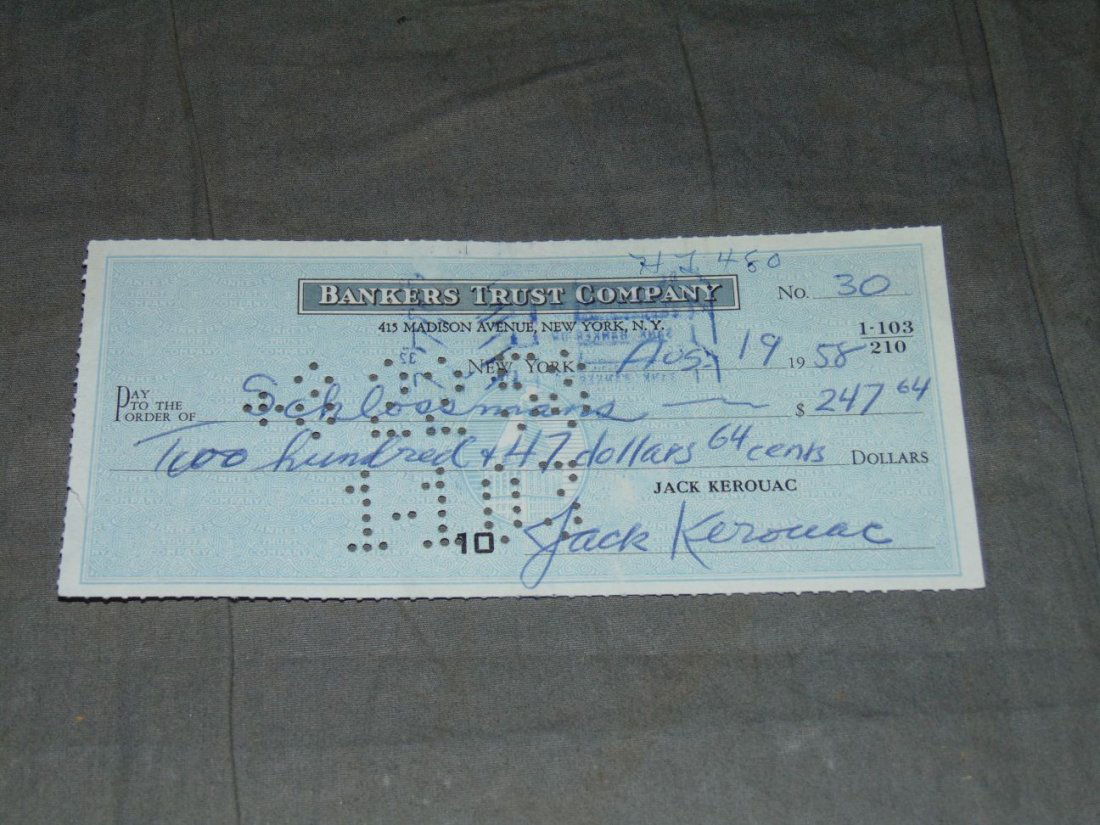 HJ 480
BANKERS TRUST COMPANY No. 30
415 MADISON AVENUE, NEW YORK, N. Y.
NEW YORK Aug. 19 1958 1-103/210
PAY TO THE ORDER OF Schlossmans $ 247 64
Two hundred + 47 dollars 64 cents DOLLARS
JACK KEROUAC
10 Jack Kerouac